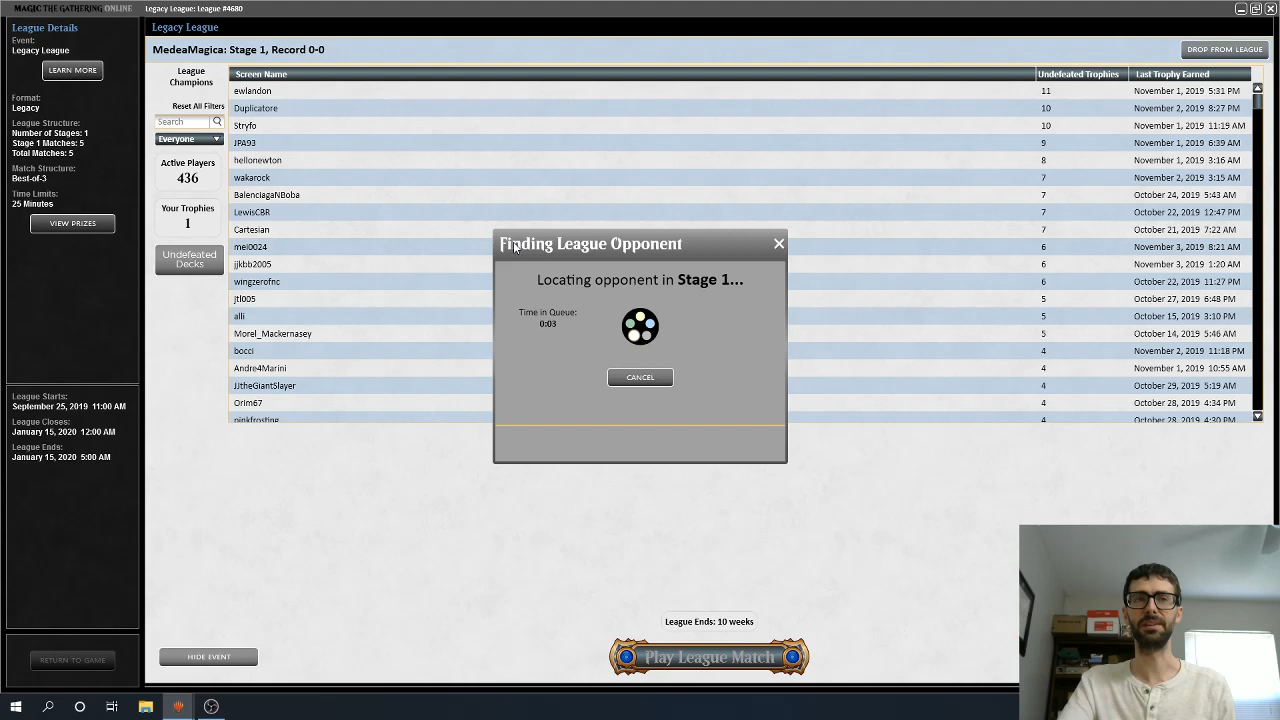 MAGIC THE GATHERING ONLINE
Legacy League: League #4680
League Details
Event:
Legacy League
LEARN MORE
Format:
Legacy
League Structure:
Number of Stages: 1
Stage 1 Matches: 5
Total Matches: 5
Match Structure:
Best-of-3
Time Limits:
25 Minutes
VIEW PRIZES
League Starts:
September 25, 2019 11:00 AM
League Closes:
January 15, 2020 12:00 AM
League Ends:
January 15, 2020 5:00 AM
RETURN TO GAME
Legacy League
MedeaMagica: Stage 1, Record 0-0
DROP FROM LEAGUE
League
Champions
Reset All Filters
Search
Everyone
Active Players
436
Your Trophies
1
Undefeated
Decks
Screen Name Undefeated Trophies Last Trophy Earned
ewlandon 11 November 1, 2019 5:31 PM
Duplicatore 10 November 2, 2019 8:27 PM
Stryfo 10 November 1, 2019 11:19 AM
JPA93 9 November 1, 2019 6:39 AM
hellonewton 8 November 1, 2019 3:16 AM
wakarock 7 November 2, 2019 3:15 AM
BalenciagaNBoba 7 October 24, 2019 5:43 AM
LewisCBR 7 October 22, 2019 12:47 PM
Cartesian 7 October 21, 2019 7:22 AM
mei0024 6 November 3, 2019 8:21 AM
jjkbb2005 6 November 3, 2019 1:20 AM
wingzerofnc 6 October 22, 2019 11:27 PM
jtl005 5 October 27, 2019 6:48 PM
alli 5 October 15, 2019 3:10 PM
Morel_Mackernasey 5 October 14, 2019 5:46 AM
bocci 4 November 2, 2019 11:18 PM
Andre4Marini 4 November 1, 2019 10:55 AM
JJtheGiantSlayer 4 October 29, 2019 5:19 AM
Orim67 4 October 28, 2019 4:34 PM
pinkfrosting 4 October 28, 2019 4:30 PM
Finding League Opponent
Locating opponent in Stage 1...
Time in Queue:
0:03
CANCEL
League Ends: 10 weeks
HIDE EVENT
Play League Match